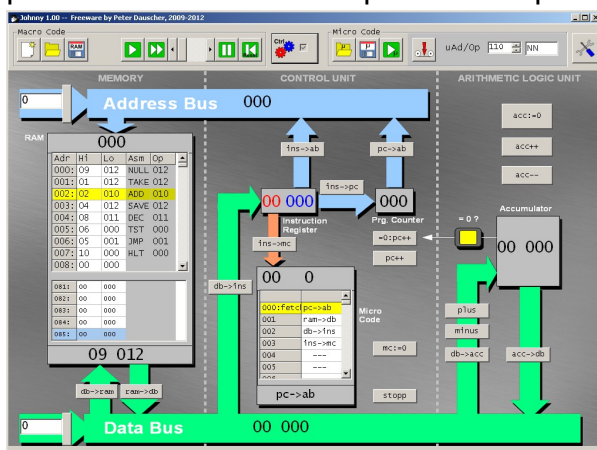 Johnny 1.00 -- Freeware by Peter Dauscher, 2009-2012
Macro Code
Micro Code
RAM
Ctrl
µ
µ
µ
uAd/Op 110 NN
MEMORY
CONTROL UNIT
ARITHMETIC LOGIC UNIT
0
Address Bus 000
acc:=0
acc++
acc--
RAM
000
Adr Hi Lo Asm Op
000: 09 012 NULL 012
001: 01 012 TAKE 012
002: 02 010 ADD 010
003: 04 012 SAVE 012
004: 08 011 DEC 011
005: 06 000 TST 000
006: 05 001 JMP 001
007: 10 000 HLT 000
008: 00 000
081: 00 000
082: 00 000
083: 00 000
084: 00 000
085: 00 000
09 012
db->ram
ram->db
ins->ab
pc->ab
ins->pc
00 000
Instruction
Register
000
Prg. Counter
=0:pc++
pc++
ins->mc
db->ins
00 0
000:fetch pc->ab
001 ram->db
002 db->ins
003 ins->mc
004 ---
005 ---
006
pc->ab
Micro
Code
mc:=0
stopp
= 0 ?
Accumulator
00 000
plus
minus
db->acc
acc->db
0
Data Bus 00 000